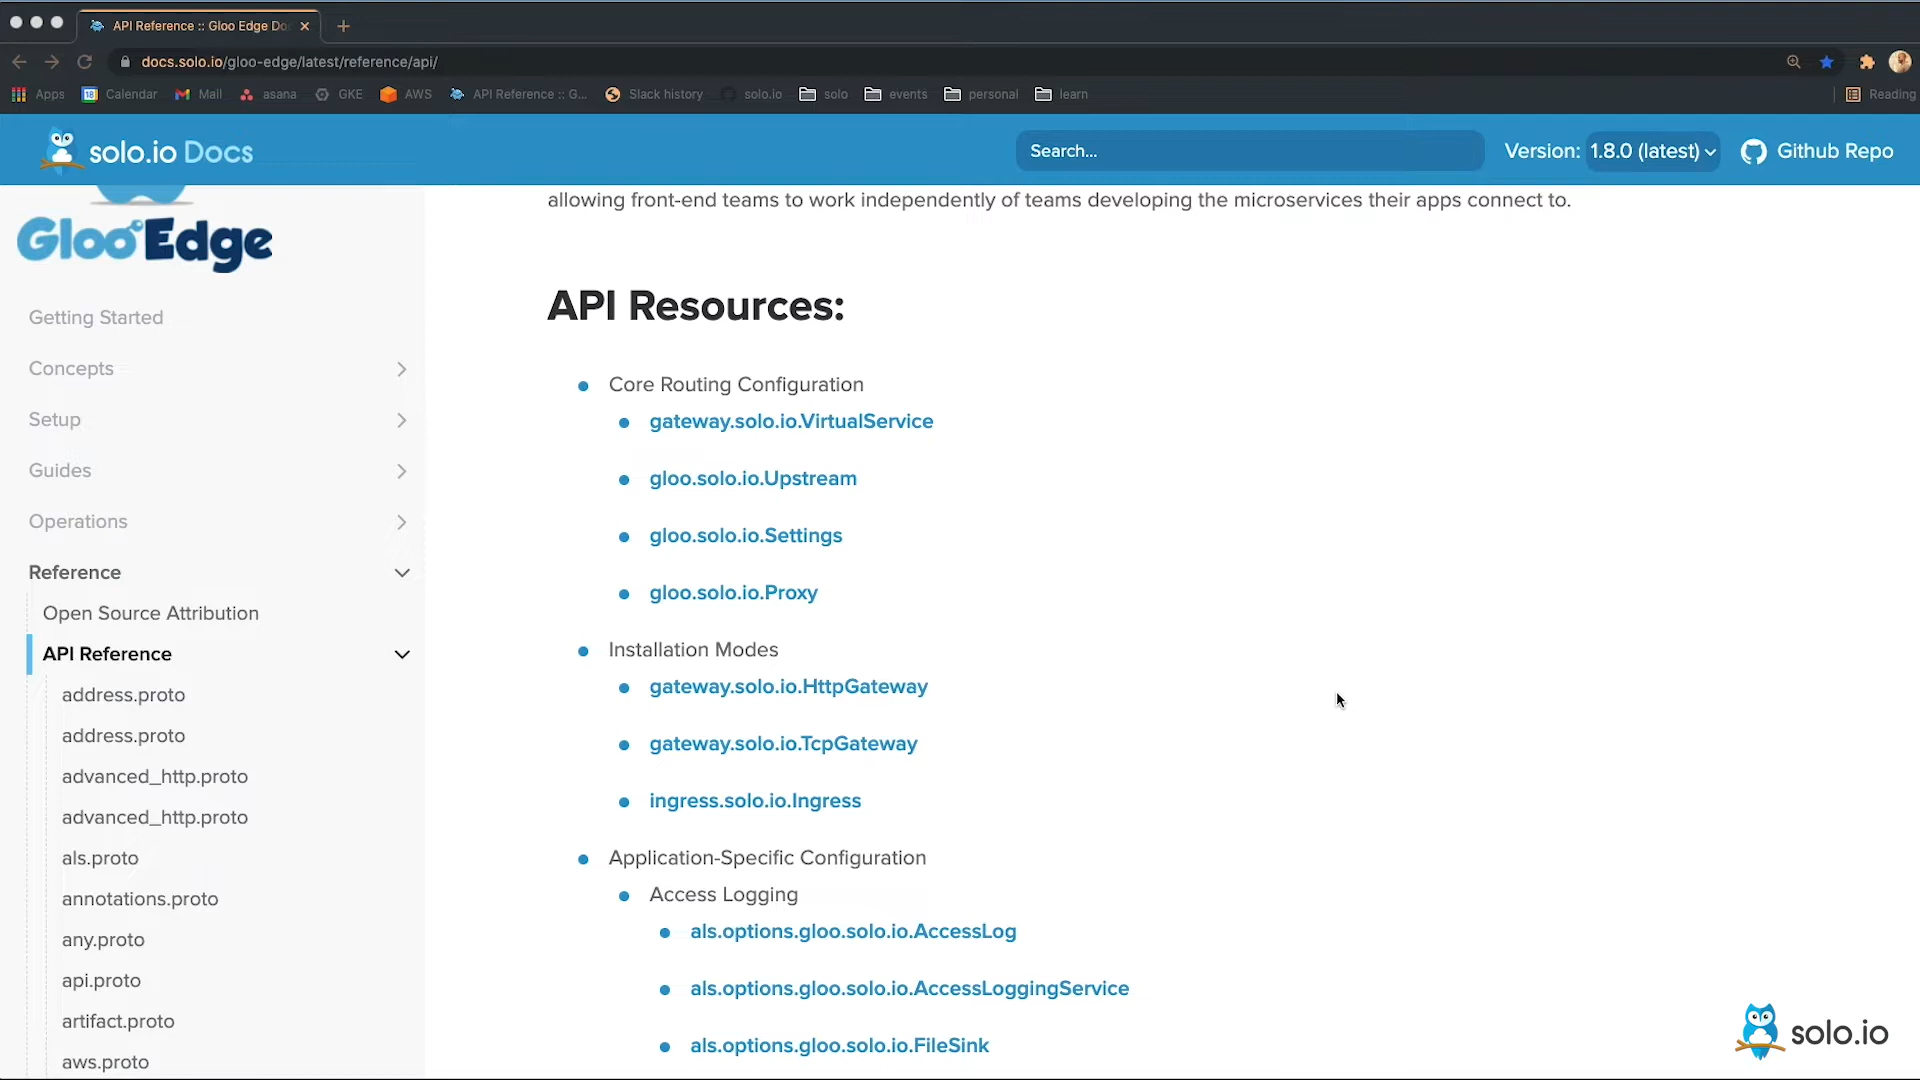 API Reference :: Gloo Edge Do
docs.solo.io/gloo-edge/latest/reference/api/
Apps
18 Calendar
Mail
asana
GKE
AWS
API Reference :: G...
Slack history
solo.io
solo
events
personal
learn
Reading
solo.io Docs
Search...
Version: 1.8.0 (latest)
Github Repo
Gloo Edge
Getting Started
Concepts
Setup
Guides
Operations
Reference
Open Source Attribution
API Reference
address.proto
address.proto
advanced_http.proto
advanced_http.proto
als.proto
annotations.proto
any.proto
api.proto
artifact.proto
aws.proto
allowing front-end teams to work independently of teams developing the microservices their apps connect to.
API Resources:
Core Routing Configuration
gateway.solo.io.VirtualService
gloo.solo.io.Upstream
gloo.solo.io.Settings
gloo.solo.io.Proxy
Installation Modes
gateway.solo.io.HttpGateway
gateway.solo.io.TcpGateway
ingress.solo.io.Ingress
Application-Specific Configuration
Access Logging
als.options.gloo.solo.io.AccessLog
als.options.gloo.solo.io.AccessLoggingService
als.options.gloo.solo.io.FileSink
solo.io